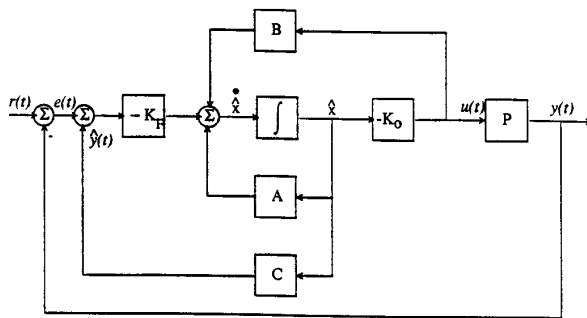 B
r(t) Σ e(t) Σ - K_F Σ x̂̇ ∫ x̂ -K_O u(t) P y(t)
ŷ(t)
-
A
C